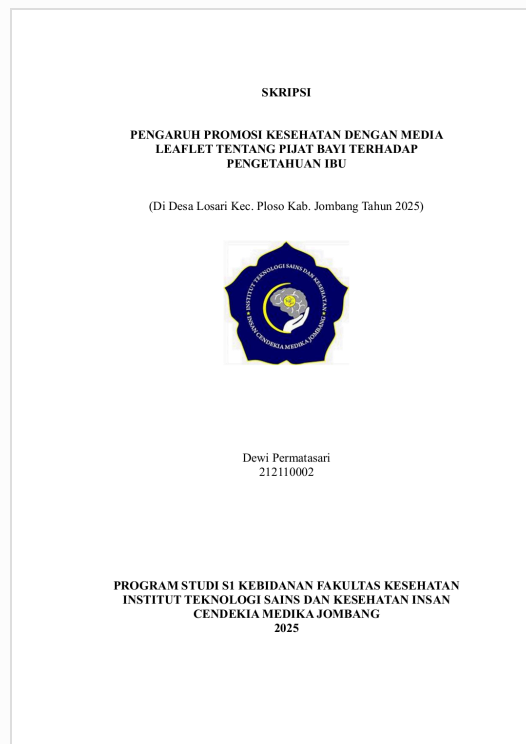 SKRIPSI
PENGARUH PROMOSI KESEHATAN DENGAN MEDIA
LEAFLET TENTANG PIJAT BAYI TERHADAP
PENGETAHUAN IBU
(Di Desa Losari Kec. Ploso Kab. Jombang Tahun 2025)
INSTITUT TEKNOLOGI SAINS DAN KESEHATAN
INSAN CENDEKIA MEDIKA JOMBANG
Dewi Permatasari
212110002
PROGRAM STUDI S1 KEBIDANAN FAKULTAS KESEHATAN
INSTITUT TEKNOLOGI SAINS DAN KESEHATAN INSAN
CENDEKIA MEDIKA JOMBANG
2025